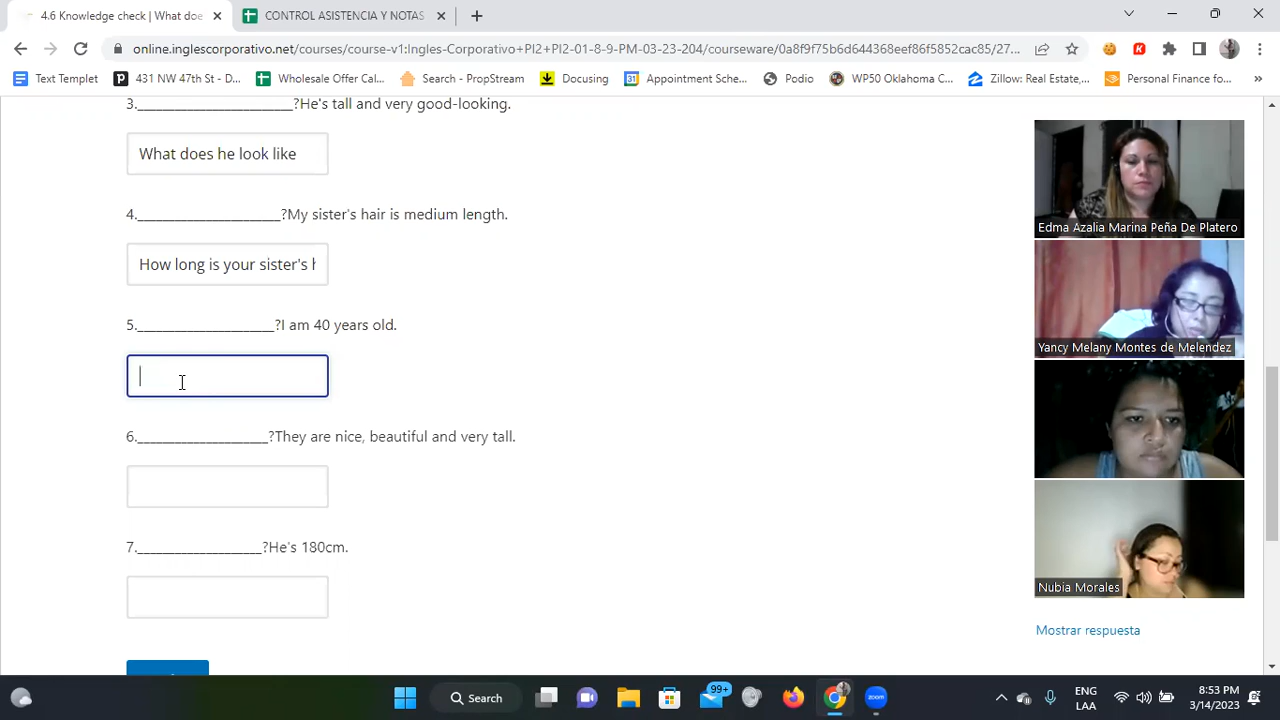 4.6 Knowledge check | What doe
CONTROL ASISTENCIA Y NOTAS
online.inglescorporativo.net/courses/course-v1:Ingles-Corporativo+PI2+PI2-01-8-9-PM-03-23-204/courseware/0a8f9f75b6d644368eef86f5852cac85/27...
Text Templet
431 NW 47th St - D...
Wholesale Offer Cal...
Search - PropStream
Docusing
Appointment Sche...
Podio
WP50 Oklahoma C...
Zillow: Real Estate,...
Personal Finance fo...
»
3.____________________?He's tall and very good-looking.
What does he look like
4.__________________?My sister's hair is medium length.
How long is your sister's h
5.__________________?I am 40 years old.
6._________________?They are nice, beautiful and very tall.
7.________________?He's 180cm.
Edma Azalia Marina Peña De Platero
Yancy Melany Montes de Melendez
Nubia Morales
Mostrar respuesta
Search
99+
zoom
ENG
LAA
8:53 PM
3/14/2023